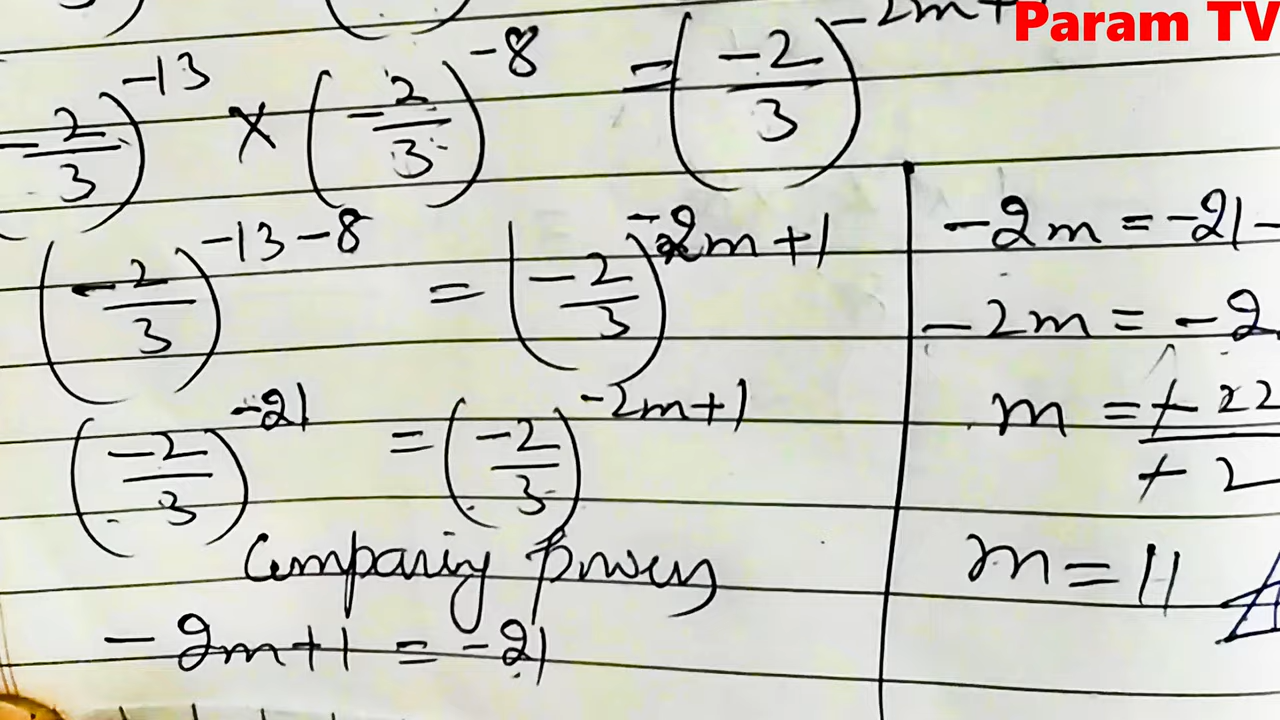 Param TV
(-2/3)^-13 × (-2/3)^-8 = (-2/3)^-2m+
(-2/3)^-13-8 = (-2/3)^-2m+1
(-2/3)^-21 = (-2/3)^-2m+1
Comparing powers
-2m+1 = -21
-2m = -21-
-2m = -2
m = +22/+2
m = 11